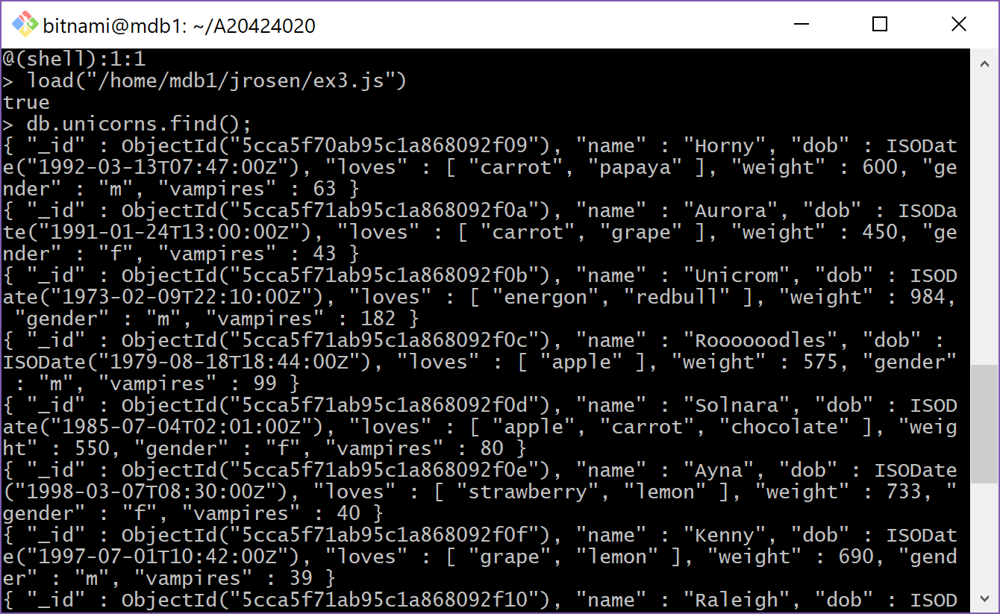 bitnami@mdb1: ~/A20424020
@(shell):1:1
> load("/home/mdb1/jrosen/ex3.js")
true
> db.unicorns.find();
{ "_id" : ObjectId("5cca5f70ab95c1a868092f09"), "name" : "Horny", "dob" : ISODat
e("1992-03-13T07:47:00Z"), "loves" : [ "carrot", "papaya" ], "weight" : 600, "ge
nder" : "m", "vampires" : 63 }
{ "_id" : ObjectId("5cca5f71ab95c1a868092f0a"), "name" : "Aurora", "dob" : ISODa
te("1991-01-24T13:00:00Z"), "loves" : [ "carrot", "grape" ], "weight" : 450, "ge
nder" : "f", "vampires" : 43 }
{ "_id" : ObjectId("5cca5f71ab95c1a868092f0b"), "name" : "Unicrom", "dob" : ISOD
ate("1973-02-09T22:10:00Z"), "loves" : [ "energon", "redbull" ], "weight" : 984,
 "gender" : "m", "vampires" : 182 }
{ "_id" : ObjectId("5cca5f71ab95c1a868092f0c"), "name" : "Roooooodles", "dob" :
ISODate("1979-08-18T18:44:00Z"), "loves" : [ "apple" ], "weight" : 575, "gender"
 : "m", "vampires" : 99 }
{ "_id" : ObjectId("5cca5f71ab95c1a868092f0d"), "name" : "Solnara", "dob" : ISOD
ate("1985-07-04T02:01:00Z"), "loves" : [ "apple", "carrot", "chocolate" ], "weig
ht" : 550, "gender" : "f", "vampires" : 80 }
{ "_id" : ObjectId("5cca5f71ab95c1a868092f0e"), "name" : "Ayna", "dob" : ISODate
("1998-03-07T08:30:00Z"), "loves" : [ "strawberry", "lemon" ], "weight" : 733, "
gender" : "f", "vampires" : 40 }
{ "_id" : ObjectId("5cca5f71ab95c1a868092f0f"), "name" : "Kenny", "dob" : ISODat
e("1997-07-01T10:42:00Z"), "loves" : [ "grape", "lemon" ], "weight" : 690, "gend
er" : "m", "vampires" : 39 }
{ "_id" : ObjectId("5cca5f71ab95c1a868092f10"), "name" : "Raleigh", "dob" : ISOD